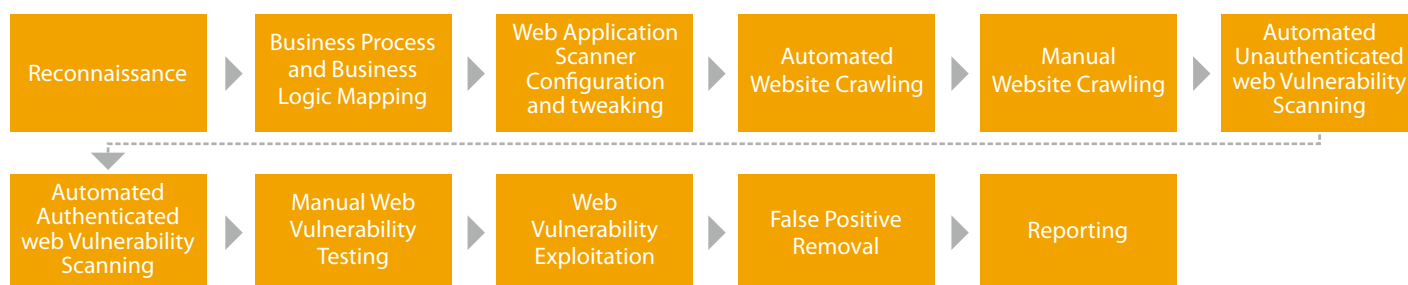 Reconnaissance
Business Process
and Business
Logic Mapping
Web Application
Scanner
Configuration
and tweaking
Automated
Website Crawling
Manual
Website Crawling
Automated
Unauthenticated
web Vulnerability
Scanning
Automated
Authenticated
web Vulnerability
Scanning
Manual Web
Vulnerability
Testing
Web
Vulnerability
Exploitation
False Positive
Removal
Reporting